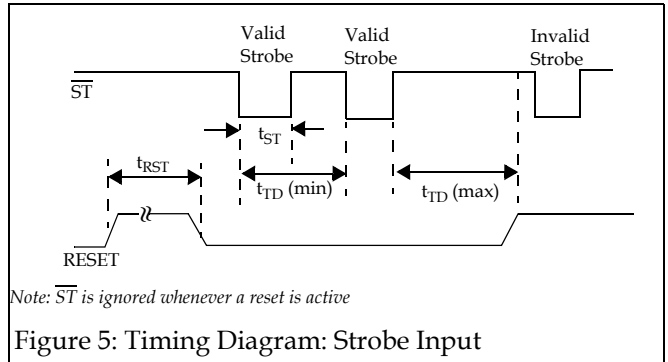 Valid Strobe
Valid Strobe
Invalid Strobe
ST
tST
tRST
tTD (min)
tTD (max)
RESET
Note: ST is ignored whenever a reset is active
Figure 5: Timing Diagram: Strobe Input